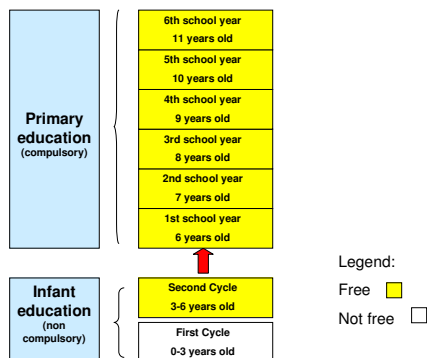 6th school year
11 years old
5th school year
10 years old
4th school year
9 years old
3rd school year
8 years old
2nd school year
7 years old
1st school year
6 years old
Primary
education
(compulsory)
Second Cycle
3-6 years old
First Cycle
0-3 years old
Infant
education
(non
compulsory)
Legend:
Free
Not free